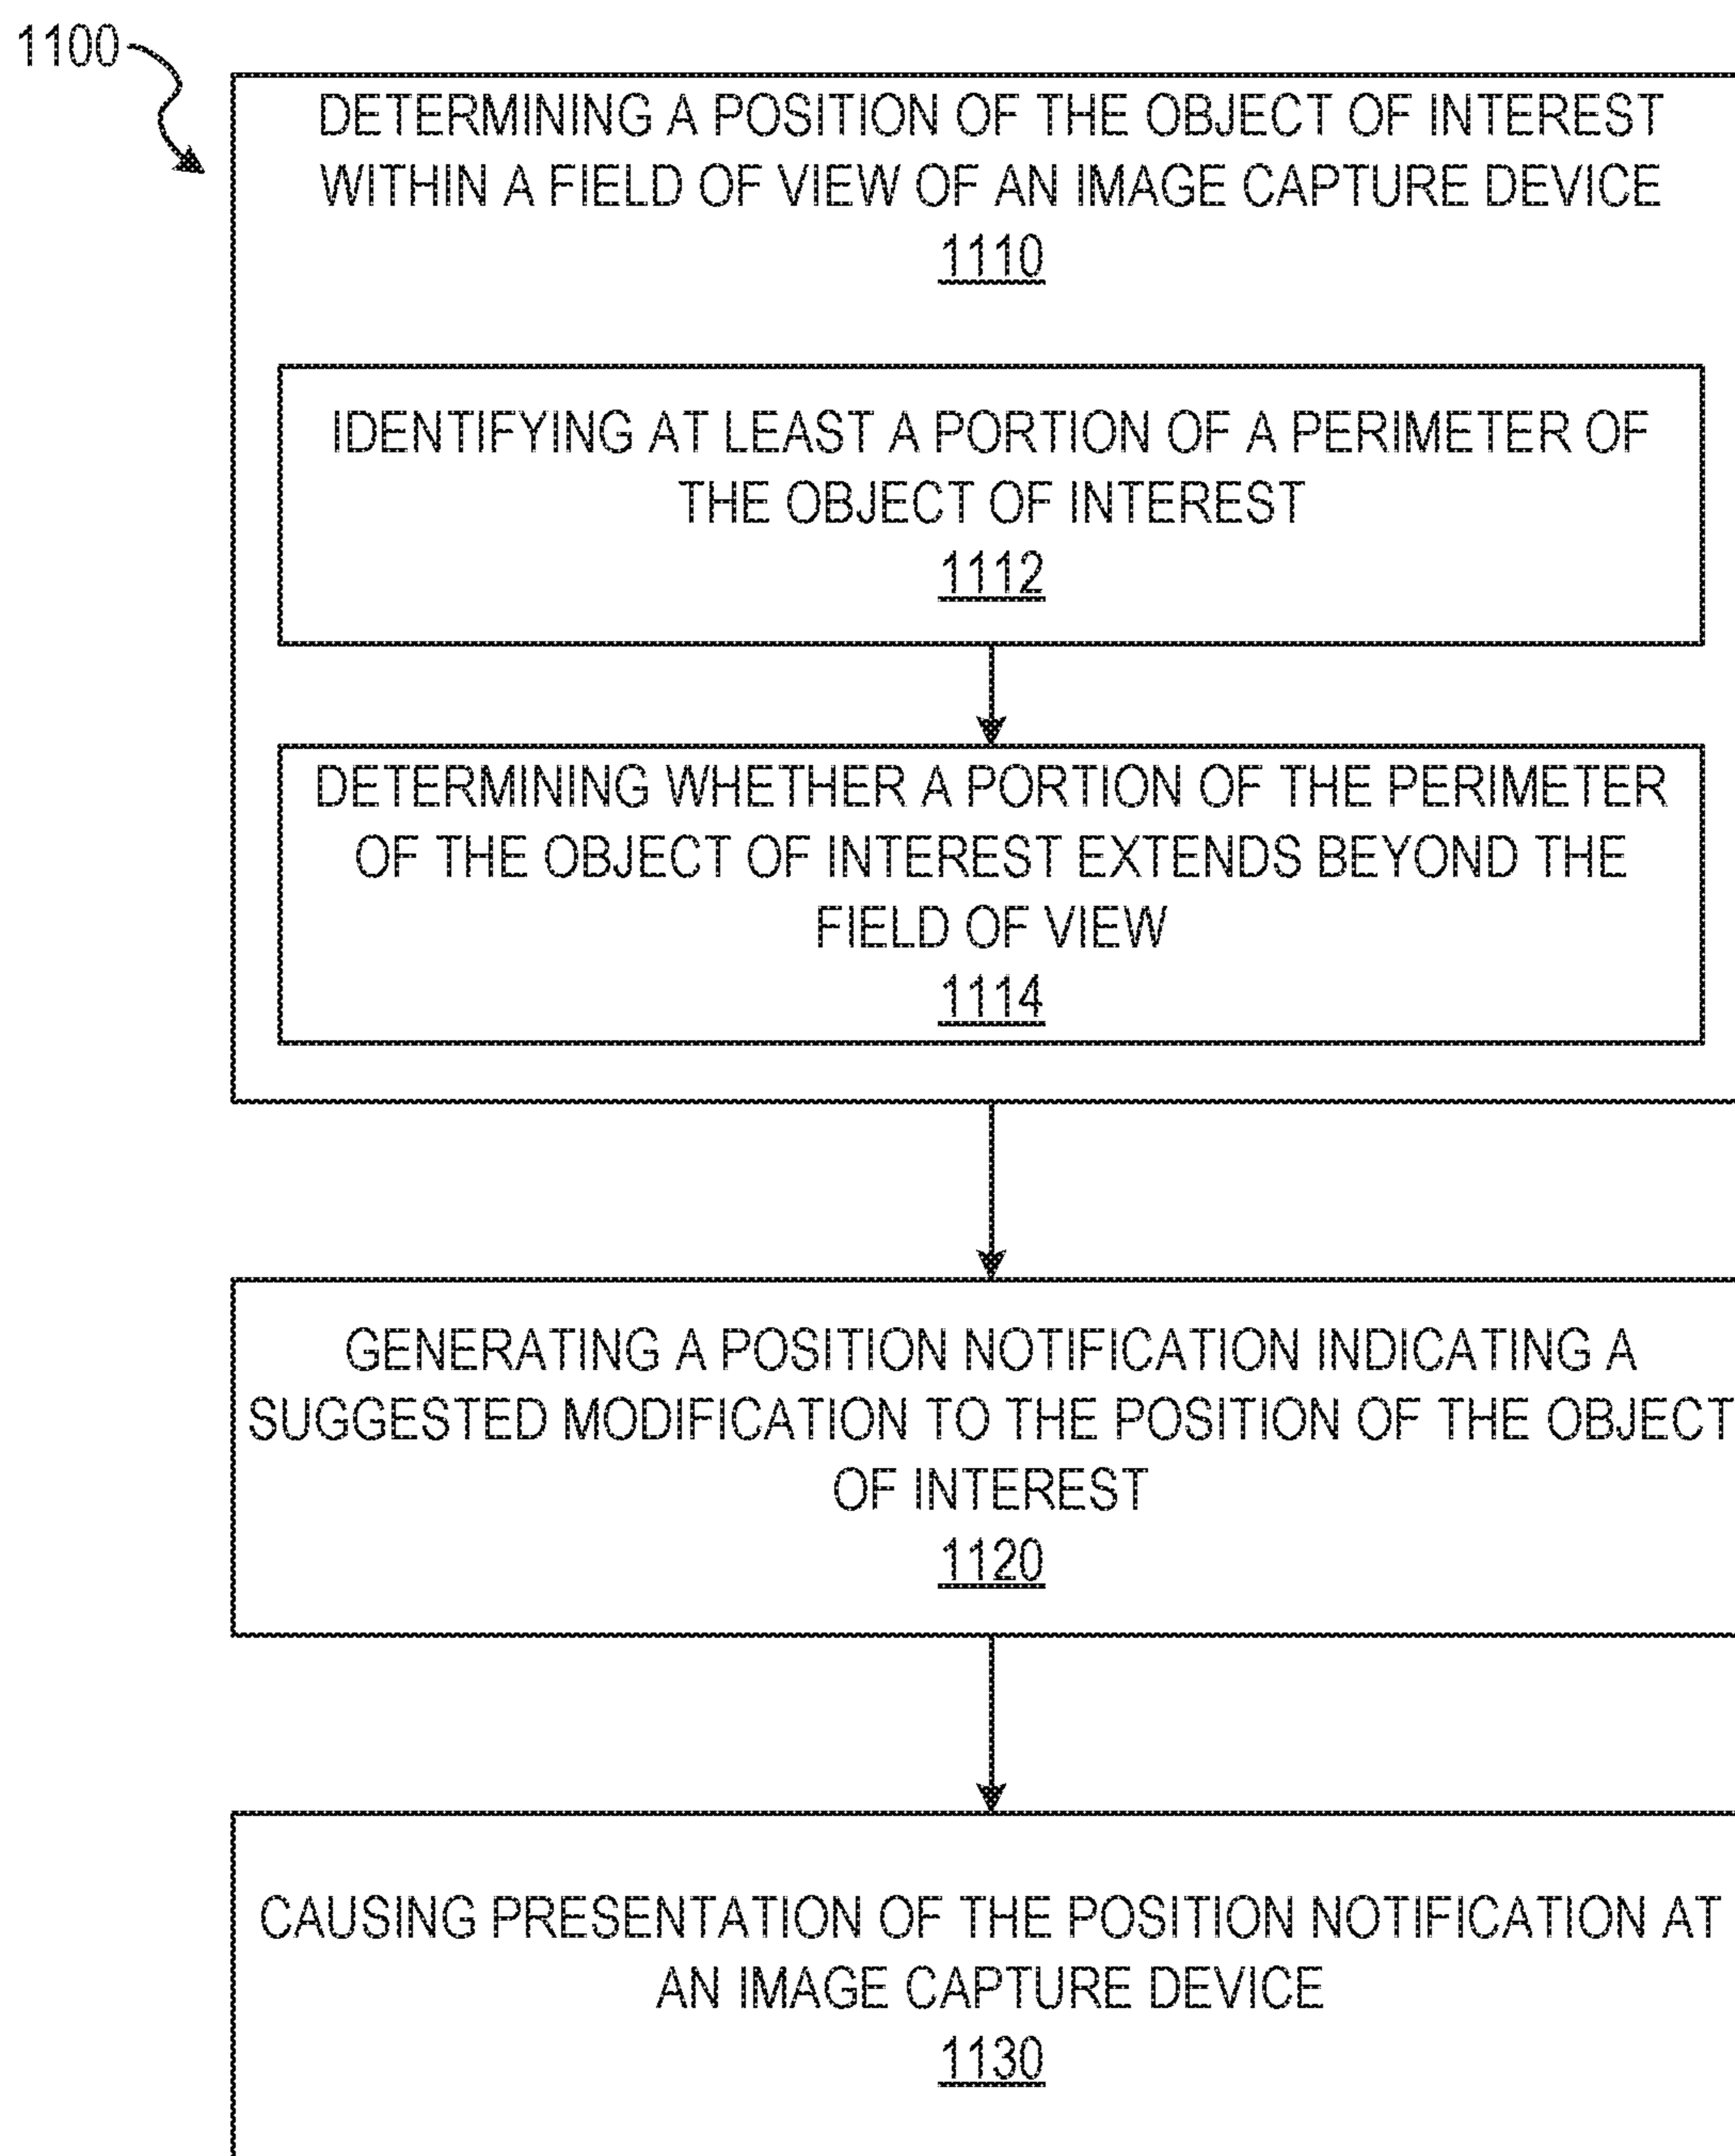 1100
DETERMINING A POSITION OF THE OBJECT OF INTEREST
WITHIN A FIELD OF VIEW OF AN IMAGE CAPTURE DEVICE
1110
IDENTIFYING AT LEAST A PORTION OF A PERIMETER OF
THE OBJECT OF INTEREST
1112
DETERMINING WHETHER A PORTION OF THE PERIMETER
OF THE OBJECT OF INTEREST EXTENDS BEYOND THE
FIELD OF VIEW
1114
GENERATING A POSITION NOTIFICATION INDICATING A
SUGGESTED MODIFICATION TO THE POSITION OF THE OBJECT
OF INTEREST
1120
CAUSING PRESENTATION OF THE POSITION NOTIFICATION AT
AN IMAGE CAPTURE DEVICE
1130